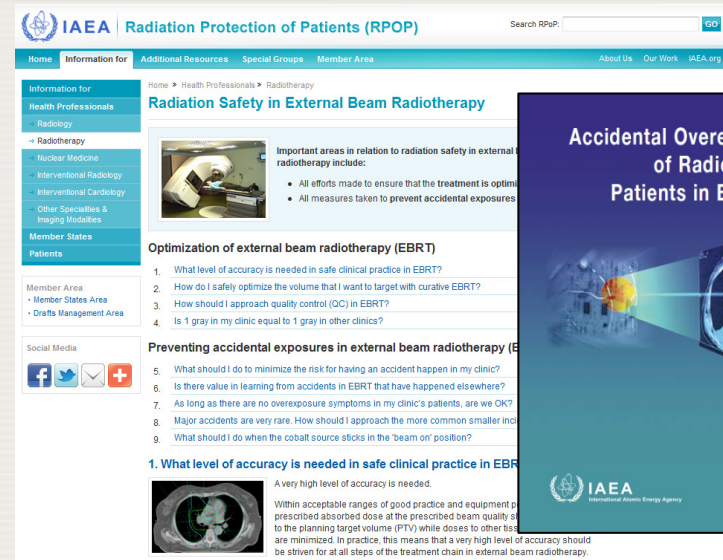 IAEA Radiation Protection of Patients (RPOP)
Search RPoP: GO
Home Information for Additional Resources Special Groups Member Area About Us Our Work IAEA.org
Information for
Health Professionals
Radiology
Radiotherapy
Nuclear Medicine
Interventional Radiology
Interventional Cardiology
Other Specialities &
Imaging Modalities
Member States
Patients
Member Area
• Member States Area
• Drafts Management Area
Social Media
Home » Health Professionals » Radiotherapy
Radiation Safety in External Beam Radiotherapy
Important areas in relation to radiation safety in external
radiotherapy include:
• All efforts made to ensure that the treatment is optimi
• All measures taken to prevent accidental exposures
Optimization of external beam radiotherapy (EBRT)
1. What level of accuracy is needed in safe clinical practice in EBRT?
2. How do I safely optimize the volume that I want to target with curative EBRT?
3. How should I approach quality control (QC) in EBRT?
4. Is 1 gray in my clinic equal to 1 gray in other clinics?
Preventing accidental exposures in external beam radiotherapy (E
5. What should I do to minimize the risk for having an accident happen in my clinic?
6. Is there value in learning from accidents in EBRT that have happened elsewhere?
7. As long as there are no overexposure symptoms in my clinic's patients, are we OK?
8. Major accidents are very rare. How should I approach the more common smaller inci
9. What should I do when the cobalt source sticks in the 'beam on' position?
1. What level of accuracy is needed in safe clinical practice in EBR
A very high level of accuracy is needed.
Within acceptable ranges of good practice and equipment p
prescribed absorbed dose at the prescribed beam quality s
to the planning target volume (PTV) while doses to other tiss
are minimized. In practice, this means that a very high level of accuracy should
be striven for at all steps of the treatment chain in external beam radiotherapy.
Accidental Overe
of Radi
Patients in
IAEA
International Atomic Energy Agency